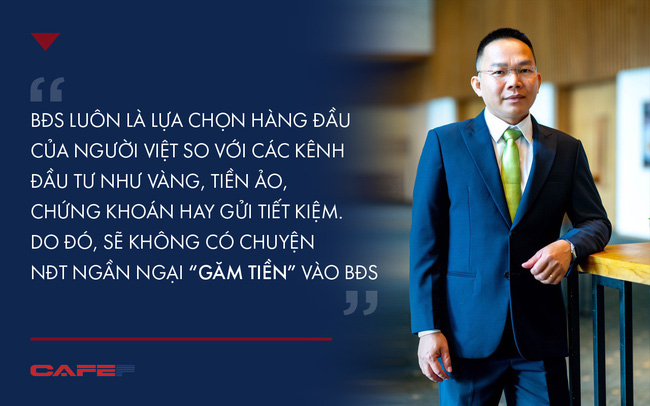 “
BĐS LUÔN LÀ LỰA CHỌN HÀNG ĐẦU
CỦA NGƯỜI VIỆT SO VỚI CÁC KÊNH
ĐẦU TƯ NHƯ VÀNG, TIỀN ẢO,
CHỨNG KHOÁN HAY GỬI TIẾT KIỆM.
DO ĐÓ, SẼ KHÔNG CÓ CHUYỆN
NĐT NGẦN NGẠI “GĂM TIỀN” VÀO BĐS
”
CAFEF